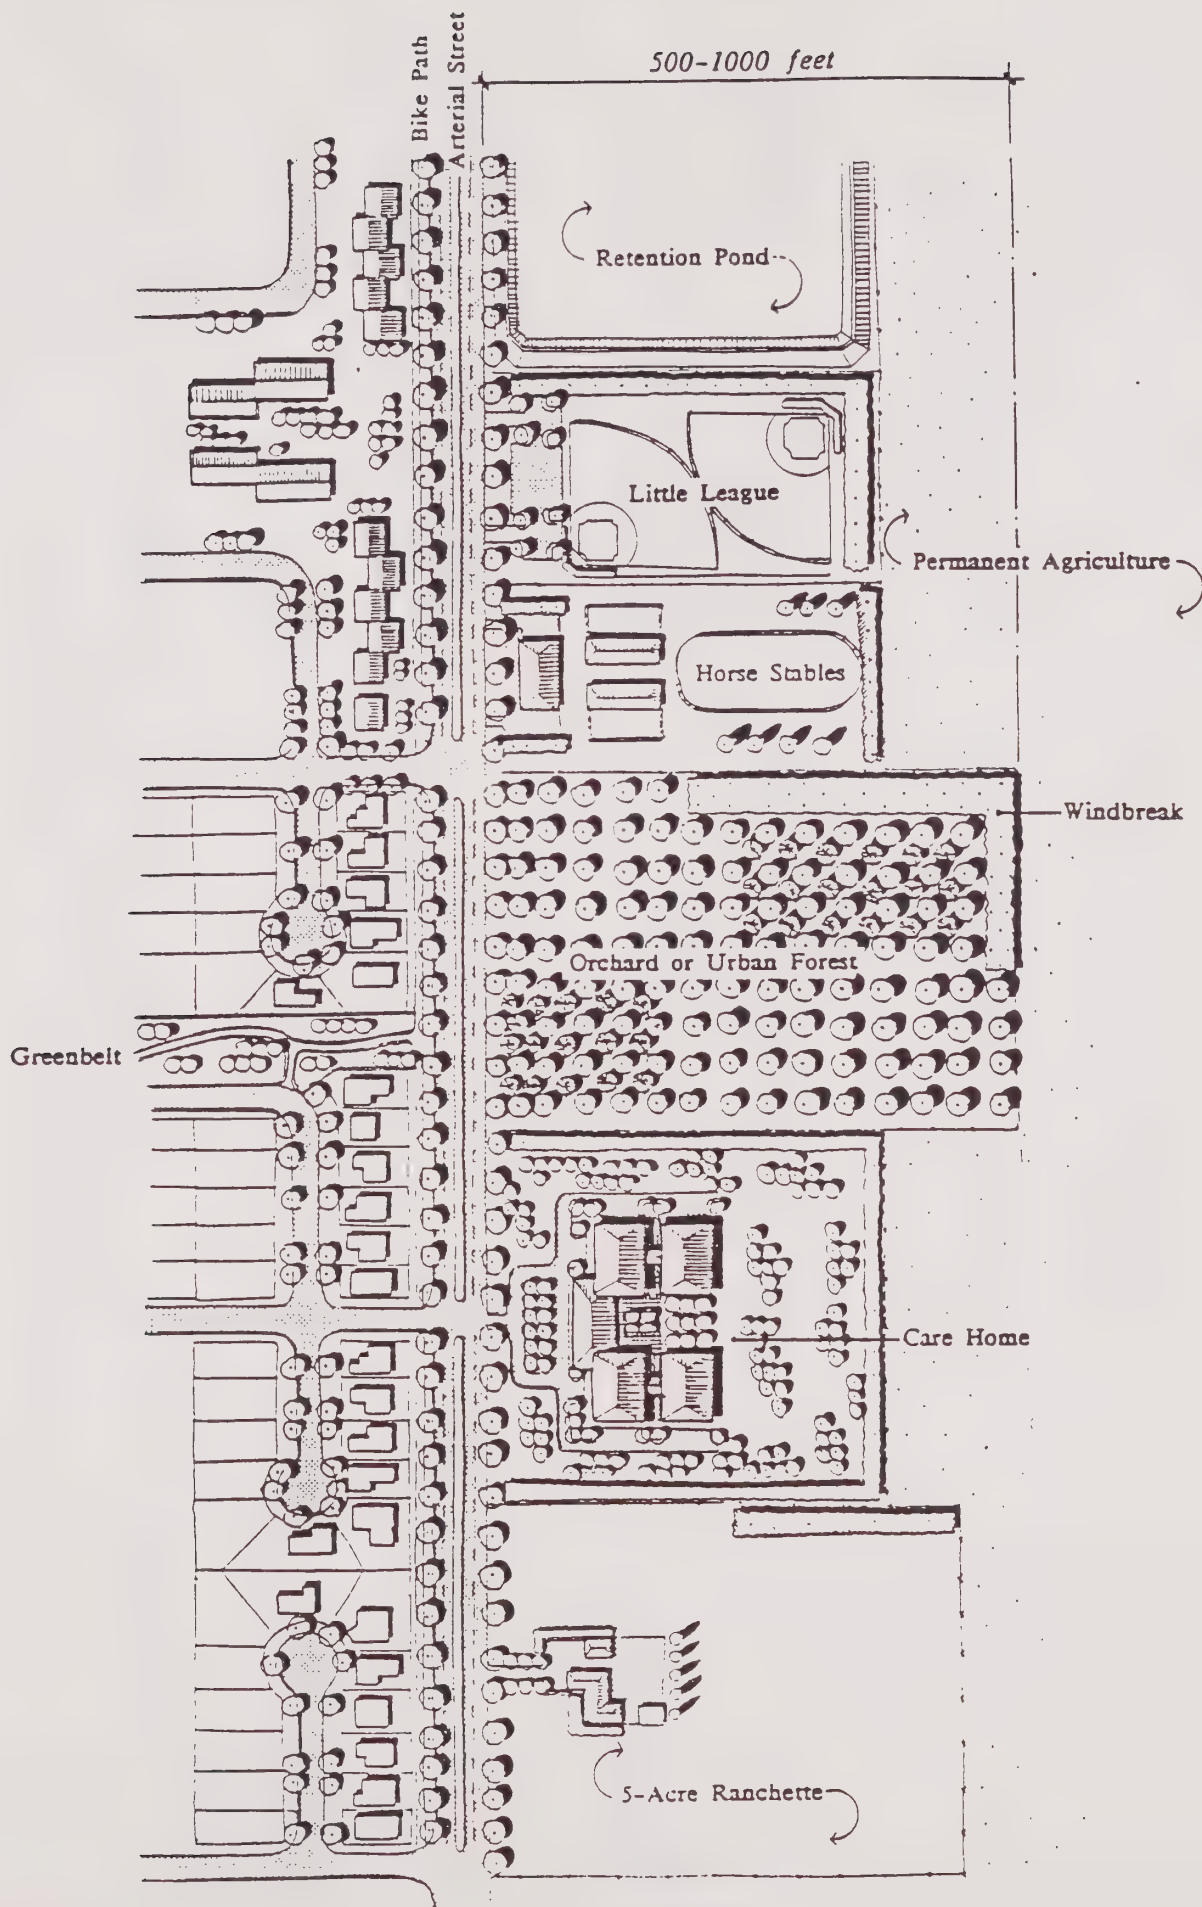 Bike Path
Arterial Street
500-1000 feet
Retention Pond
Little League
Permanent Agriculture
Horse Stables
Windbreak
Orchard or Urban Forest
Greenbelt
Care Home
5-Acre Ranchette